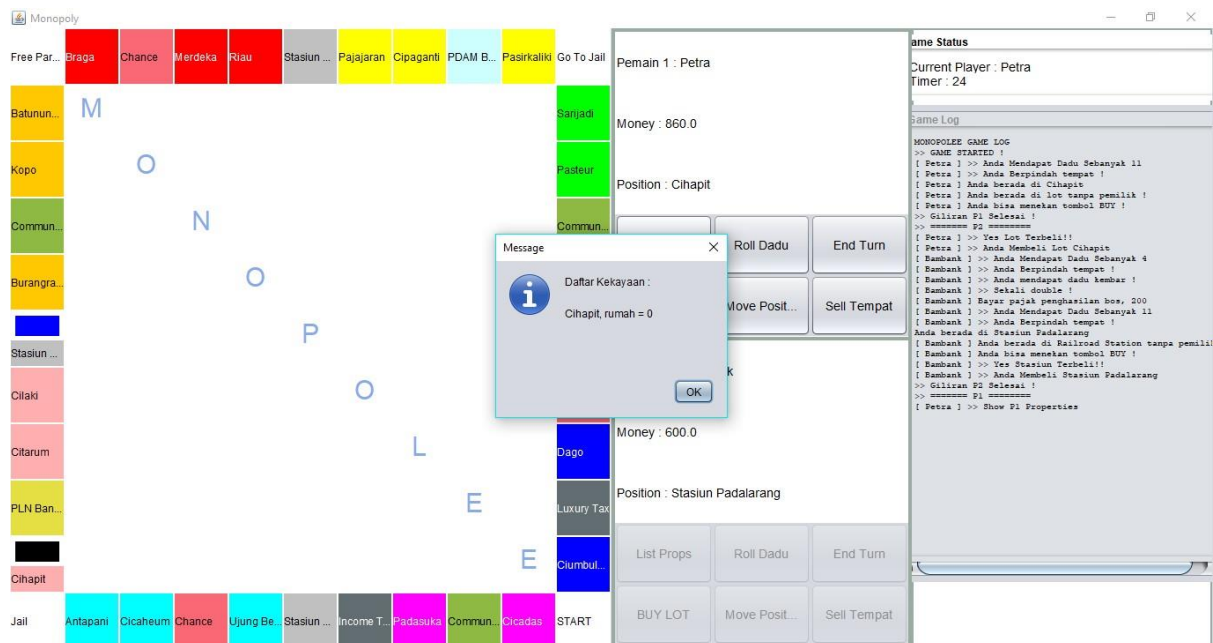 Monopoly
Free Par...
Braga
Chance
Merdeka
Riau
Stasiun ...
Pajajaran
Cipaganti
PDAM B...
Pasirkaliki
Go To Jail
Batunun...
Kopo
Commun...
Burangra...
Stasiun ...
Cilaki
Citarum
PLN Ban...
Cihapit
M
O
N
O
P
O
L
E
E
Sarijadi
Pasteur
Commun...
Dago
Luxury Tax
Ciumbul...
Jail
Antapani
Cicaheum
Chance
Ujung Be...
Stasiun ...
Income T...
Padasuka
Commun...
Cicadas
START
Pemain 1 : Petra
Money : 860.0
Position : Cihapit
Roll Dadu
End Turn
Move Posit...
Sell Tempat
Message
Daftar Kekayaan :
Cihapit, rumah = 0
OK
k
Money : 600.0
Position : Stasiun Padalarang
List Props
Roll Dadu
End Turn
BUY LOT
Move Posit...
Sell Tempat
ame Status
Current Player : Petra
Timer : 24
Game Log
MONOPOLEE GAME LOG
>> GAME STARTED !
[ Petra ] >> Anda Mendapat Dadu Sebanyak 11
[ Petra ] >> Anda Berpindah tempat !
[ Petra ] Anda berada di Cihapit
[ Petra ] Anda berada di lot tanpa pemilik !
[ Petra ] Anda bisa menekan tombol BUY !
>> Giliran P1 Selesai !
>> ======= P2 ========
[ Petra ] >> Yes Lot Terbeli!!
[ Petra ] >> Anda Membeli Lot Cihapit
[ Bambank ] >> Anda Mendapat Dadu Sebanyak 4
[ Bambank ] >> Anda Berpindah tempat !
[ Bambank ] >> Anda mendapat dadu kembar !
[ Bambank ] >> Sekali double !
[ Bambank ] Bayar pajak penghasilan bos, 200
[ Bambank ] >> Anda Mendapat Dadu Sebanyak 11
[ Bambank ] >> Anda Berpindah tempat !
Anda berada di Stasiun Padalarang
[ Bambank ] Anda berada di Railroad Station tanpa pemili
[ Bambank ] Anda bisa menekan tombol BUY !
[ Bambank ] >> Yes Stasiun Terbeli!!
[ Bambank ] >> Anda Membeli Stasiun Padalarang
>> Giliran P2 Selesai !
>> ======= P1 ========
[ Petra ] >> Show P1 Properties